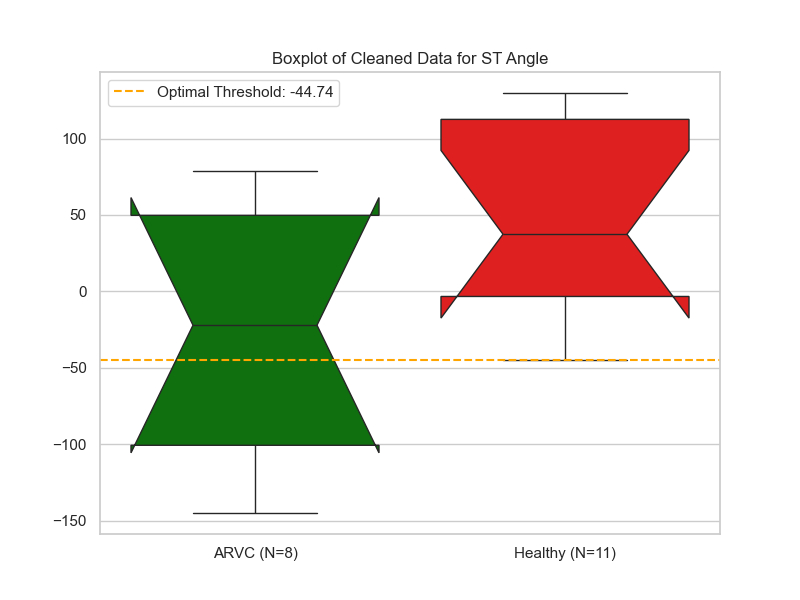 Boxplot of Cleaned Data for ST Angle
Optimal Threshold: -44.74
100
50
0
−50
−100
−150
ARVC (N=8)
Healthy (N=11)